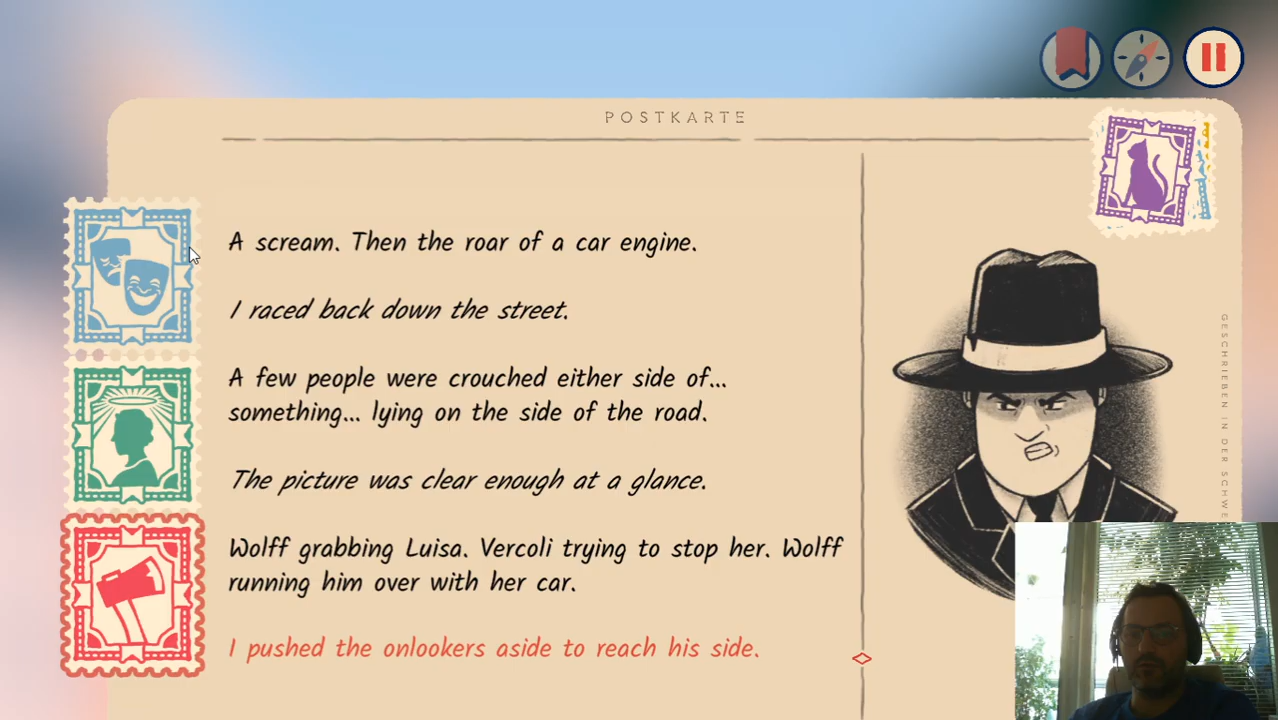 POSTKARTE
A scream. Then the roar of a car engine.
I raced back down the street.
A few people were crouched either side of...
something... lying on the side of the road.
The picture was clear enough at a glance.
Wolff grabbing Luisa. Vercoli trying to stop her. Wolff
running him over with her car.
I pushed the onlookers aside to reach his side.
GESCHRIEBEN IN DER